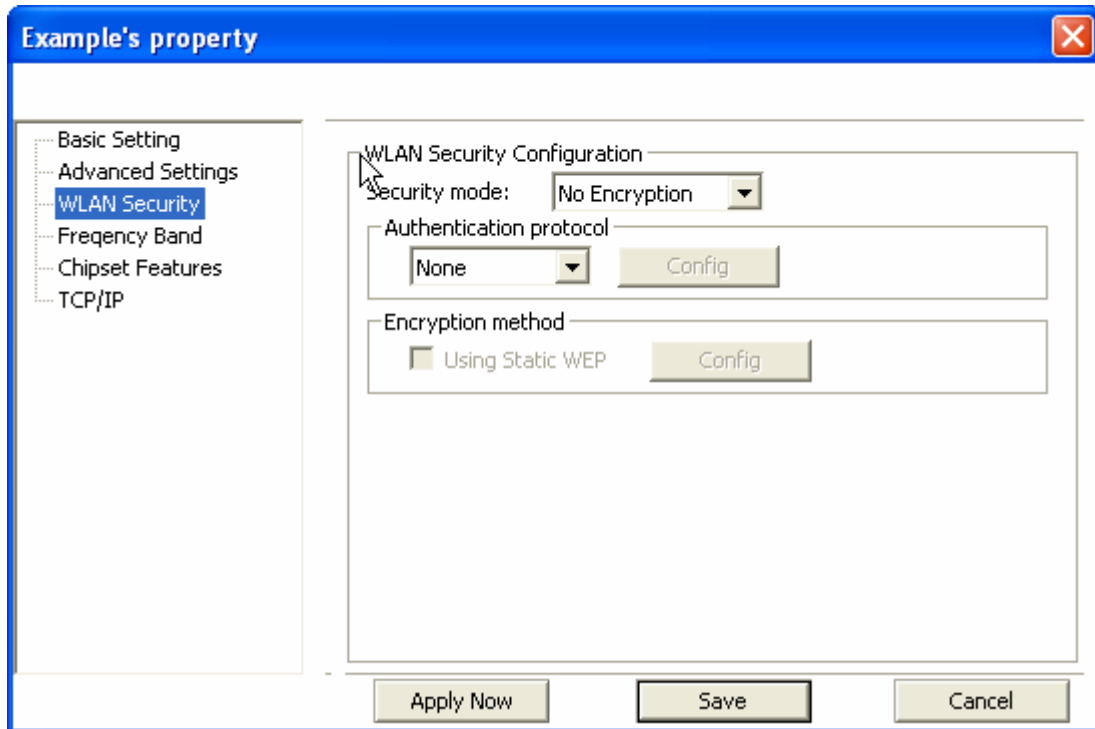 Example's property
Basic Setting
Advanced Settings
WLAN Security
Freqency Band
Chipset Features
TCP/IP
WLAN Security Configuration
Security mode: No Encryption
Authentication protocol
None Config
Encryption method
Using Static WEP Config
Apply Now Save Cancel